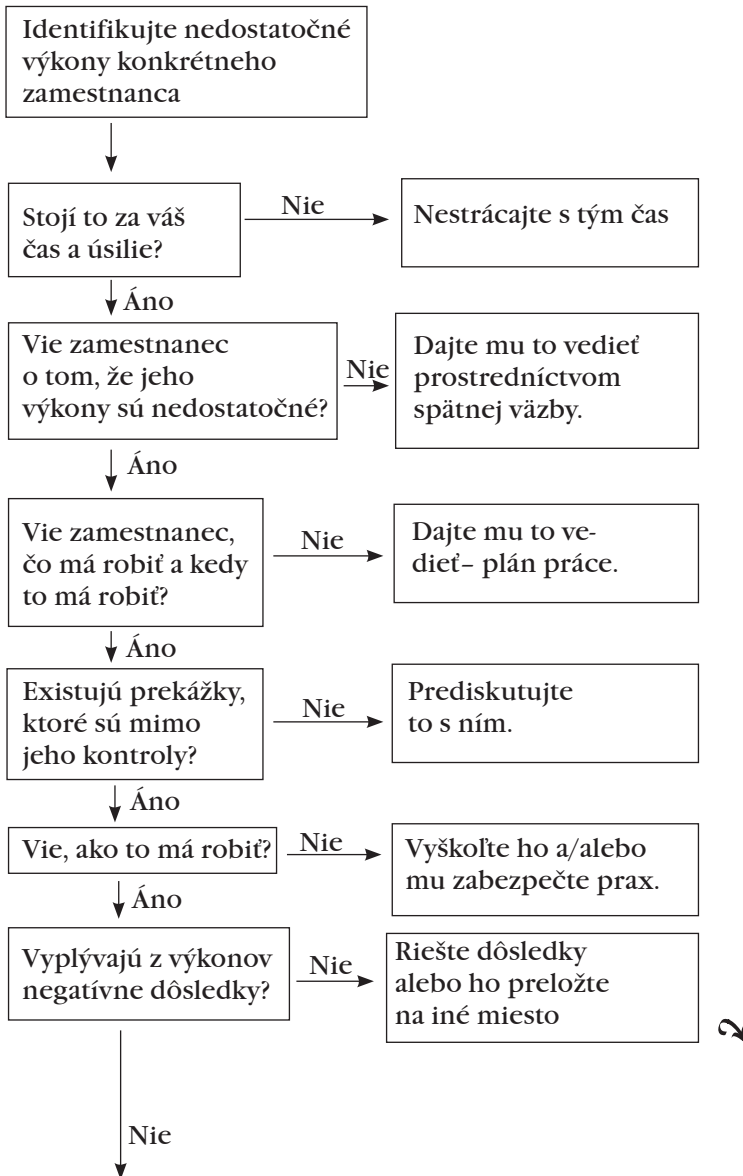 Identifikujte nedostatočné
výkony konkrétneho
zamestnanca
Stojí to za váš
čas a úsilie?
Nie
Nestrácajte s tým čas
Áno
Vie zamestnanec
o tom, že jeho
výkony sú nedostatočné?
Nie
Dajte mu to vedieť
prostredníctvom
spätnej väzby.
Áno
Vie zamestnanec,
čo má robiť a kedy
to má robiť?
Nie
Dajte mu to ve-
dieť– plán práce.
Áno
Existujú prekážky,
ktoré sú mimo
jeho kontroly?
Nie
Prediskutujte
to s ním.
Áno
Vie, ako to má robiť?
Nie
Vyškoľte ho a/alebo
mu zabezpečte prax.
Áno
Vyplývajú z výkonov
negatívne dôsledky?
Nie
Riešte dôsledky
alebo ho preložte
na iné miesto
Nie